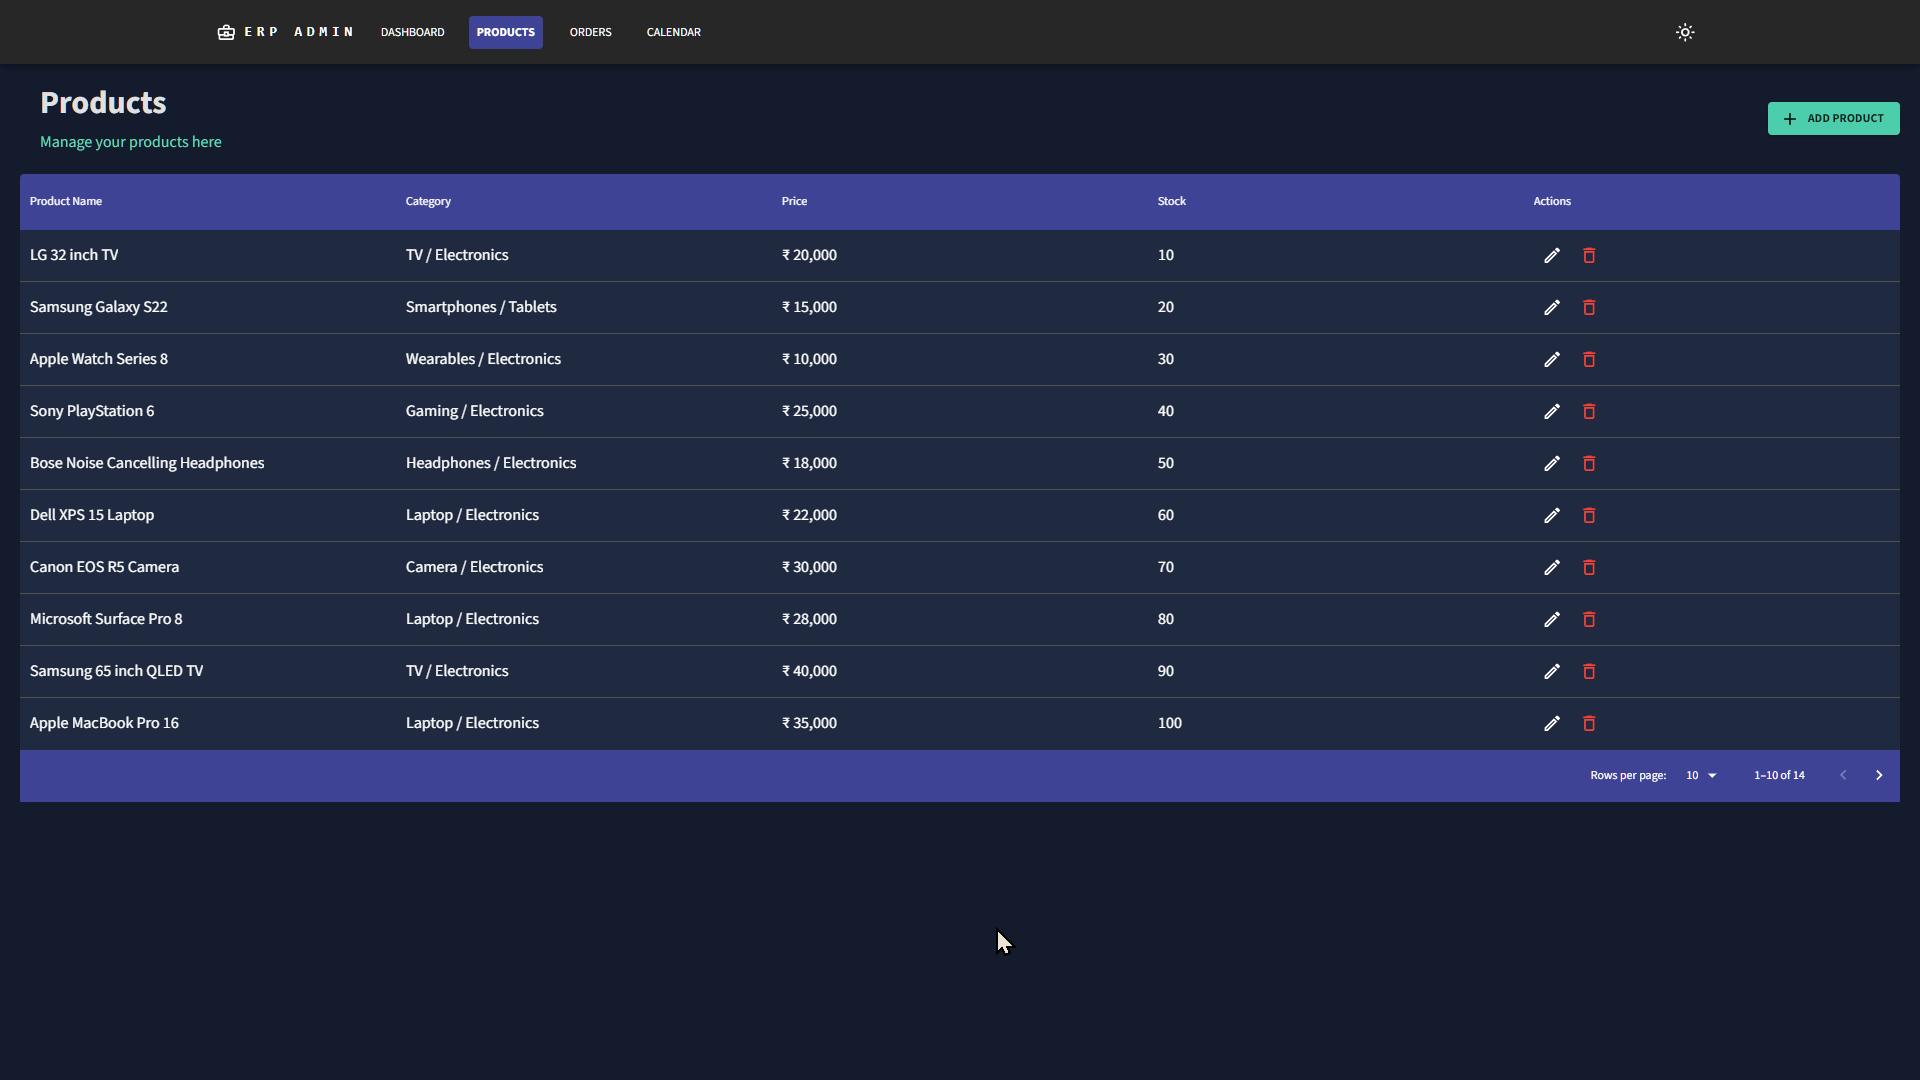 ERP ADMIN DASHBOARD PRODUCTS ORDERS CALENDAR
Products
Manage your products here
ADD PRODUCT
Product Name Category Price Stock Actions
LG 32 inch TV TV / Electronics ₹ 20,000 10
Samsung Galaxy S22 Smartphones / Tablets ₹ 15,000 20
Apple Watch Series 8 Wearables / Electronics ₹ 10,000 30
Sony PlayStation 6 Gaming / Electronics ₹ 25,000 40
Bose Noise Cancelling Headphones Headphones / Electronics ₹ 18,000 50
Dell XPS 15 Laptop Laptop / Electronics ₹ 22,000 60
Canon EOS R5 Camera Camera / Electronics ₹ 30,000 70
Microsoft Surface Pro 8 Laptop / Electronics ₹ 28,000 80
Samsung 65 inch QLED TV TV / Electronics ₹ 40,000 90
Apple MacBook Pro 16 Laptop / Electronics ₹ 35,000 100
Rows per page: 10 1–10 of 14